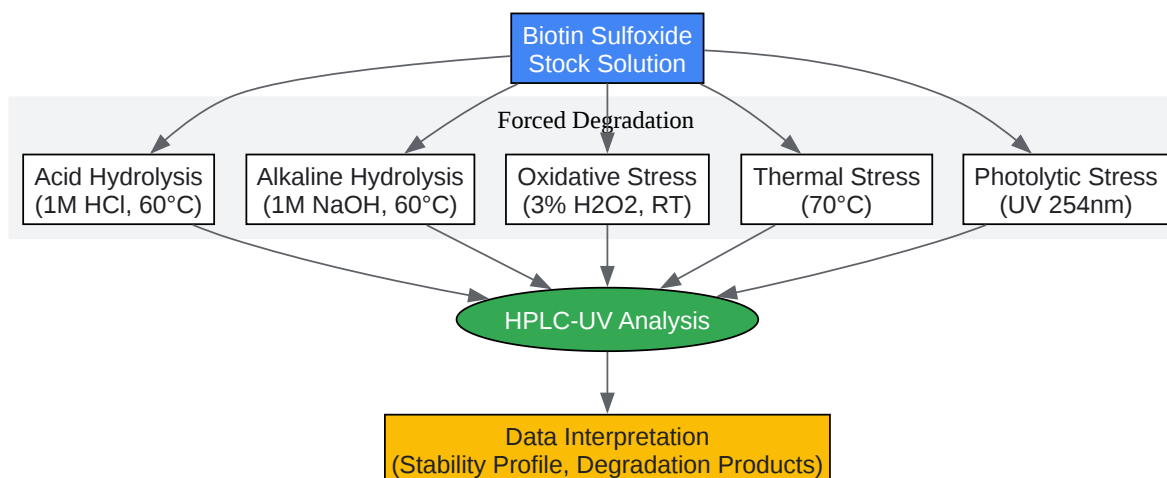 Biotin Sulfoxide
Stock Solution
Forced Degradation
Acid Hydrolysis
(1M HCl, 60°C)
Alkaline Hydrolysis
(1M NaOH, 60°C)
Oxidative Stress
(3% H2O2, RT)
Thermal Stress
(70°C)
Photolytic Stress
(UV 254nm)
HPLC-UV Analysis
Data Interpretation
(Stability Profile, Degradation Products)